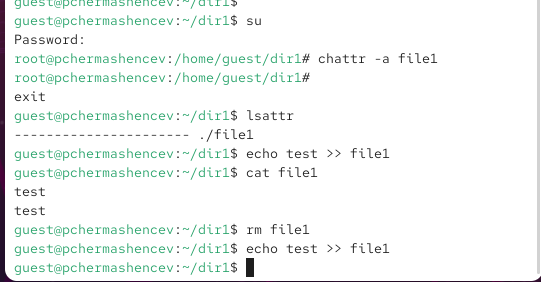 guest@pchermashencev:~/dir1$
guest@pchermashencev:~/dir1$ su
Password:
root@pchermashencev:/home/guest/dir1# chattr -a file1
root@pchermashencev:/home/guest/dir1#
exit
guest@pchermashencev:~/dir1$ lsattr
---------------------- ./file1
guest@pchermashencev:~/dir1$ echo test >> file1
guest@pchermashencev:~/dir1$ cat file1
test
test
guest@pchermashencev:~/dir1$ rm file1
guest@pchermashencev:~/dir1$ echo test >> file1
guest@pchermashencev:~/dir1$